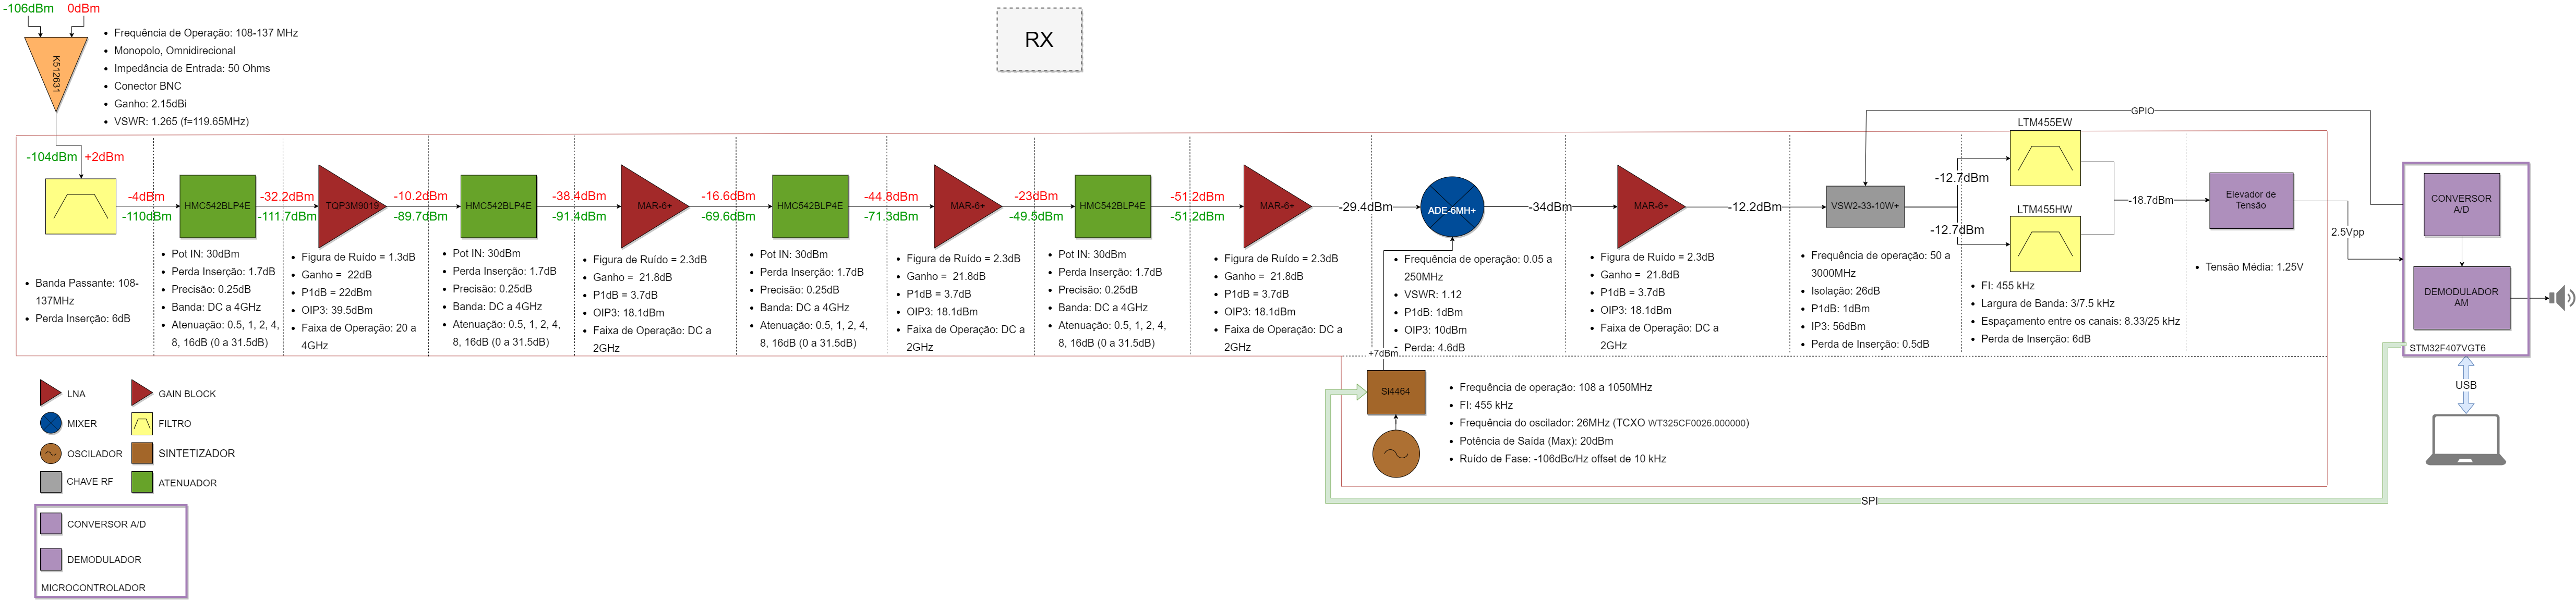 -106dBm
0dBm
K512631
Frequência de Operação: 108-137 MHz
Monopolo, Omnidirecional
Impedância de Entrada: 50 Ohms
Conector BNC
Ganho: 2.15dBi
VSWR: 1.265 (f=119.65MHz)
RX
-104dBm
+2dBm
Banda Passante: 108-
137MHz
Perda Inserção: 6dB
-4dBm
-110dBm
HMC542BLP4E
Pot IN: 30dBm
Perda Inserção: 1.7dB
Precisão: 0.25dB
Banda: DC a 4GHz
Atenuação: 0.5, 1, 2, 4,
8, 16dB (0 a 31.5dB)
-32.2dBm
-111.7dBm
TQP3M9019
Figura de Ruído = 1.3dB
Ganho = 22dB
P1dB = 22dBm
OIP3: 39.5dBm
Faixa de Operação: 20 a
4GHz
-10.2dBm
-89.7dBm
HMC542BLP4E
Pot IN: 30dBm
Perda Inserção: 1.7dB
Precisão: 0.25dB
Banda: DC a 4GHz
Atenuação: 0.5, 1, 2, 4,
8, 16dB (0 a 31.5dB)
-38.4dBm
-91.4dBm
MAR-6+
Figura de Ruído = 2.3dB
Ganho = 21.8dB
P1dB = 3.7dB
OIP3: 18.1dBm
Faixa de Operação: DC a
2GHz
-16.6dBm
-69.6dBm
HMC542BLP4E
Pot IN: 30dBm
Perda Inserção: 1.7dB
Precisão: 0.25dB
Banda: DC a 4GHz
Atenuação: 0.5, 1, 2, 4,
8, 16dB (0 a 31.5dB)
-44.8dBm
-71.3dBm
MAR-6+
Figura de Ruído = 2.3dB
Ganho = 21.8dB
P1dB = 3.7dB
OIP3: 18.1dBm
Faixa de Operação: DC a
2GHz
-23dBm
-49.5dBm
HMC542BLP4E
Pot IN: 30dBm
Perda Inserção: 1.7dB
Precisão: 0.25dB
Banda: DC a 4GHz
Atenuação: 0.5, 1, 2, 4,
8, 16dB (0 a 31.5dB)
-51.2dBm
-51.2dBm
MAR-6+
Figura de Ruído = 2.3dB
Ganho = 21.8dB
P1dB = 3.7dB
OIP3: 18.1dBm
Faixa de Operação: DC a
2GHz
-29.4dBm
ADE-6MH+
Frequência de operação: 0.05 a
250MHz
VSWR: 1.12
P1dB: 1dBm
OIP3: 10dBm
Perda: 4.6dB
+7dBm
-34dBm
MAR-6+
Figura de Ruído = 2.3dB
Ganho = 21.8dB
P1dB = 3.7dB
OIP3: 18.1dBm
Faixa de Operação: DC a
2GHz
-12.2dBm
GPIO
VSW2-33-10W+
Frequência de operação: 50 a
3000MHz
Isolação: 26dB
P1dB: 1dBm
IP3: 56dBm
Perda de Inserção: 0.5dB
-12.7dBm
-12.7dBm
LTM455EW
LTM455HW
FI: 455 kHz
Largura de Banda: 3/7.5 kHz
Espaçamento entre os canais: 8.33/25 kHz
Perda de Inserção: 6dB
-18.7dBm
Elevador de
Tensão
Tensão Média: 1.25V
2.5Vpp
CONVERSOR
A/D
DEMODULADOR
AM
STM32F407VGT6
USB
SI4464
Frequência de operação: 108 a 1050MHz
FI: 455 kHz
Frequência do oscilador: 26MHz (TCXO WT325CF0026.000000)
Potência de Saída (Max): 20dBm
Ruído de Fase: -106dBc/Hz offset de 10 kHz
SPI
LNA
GAIN BLOCK
MIXER
FILTRO
OSCILADOR
SINTETIZADOR
CHAVE RF
ATENUADOR
CONVERSOR A/D
DEMODULADOR
MICROCONTROLADOR